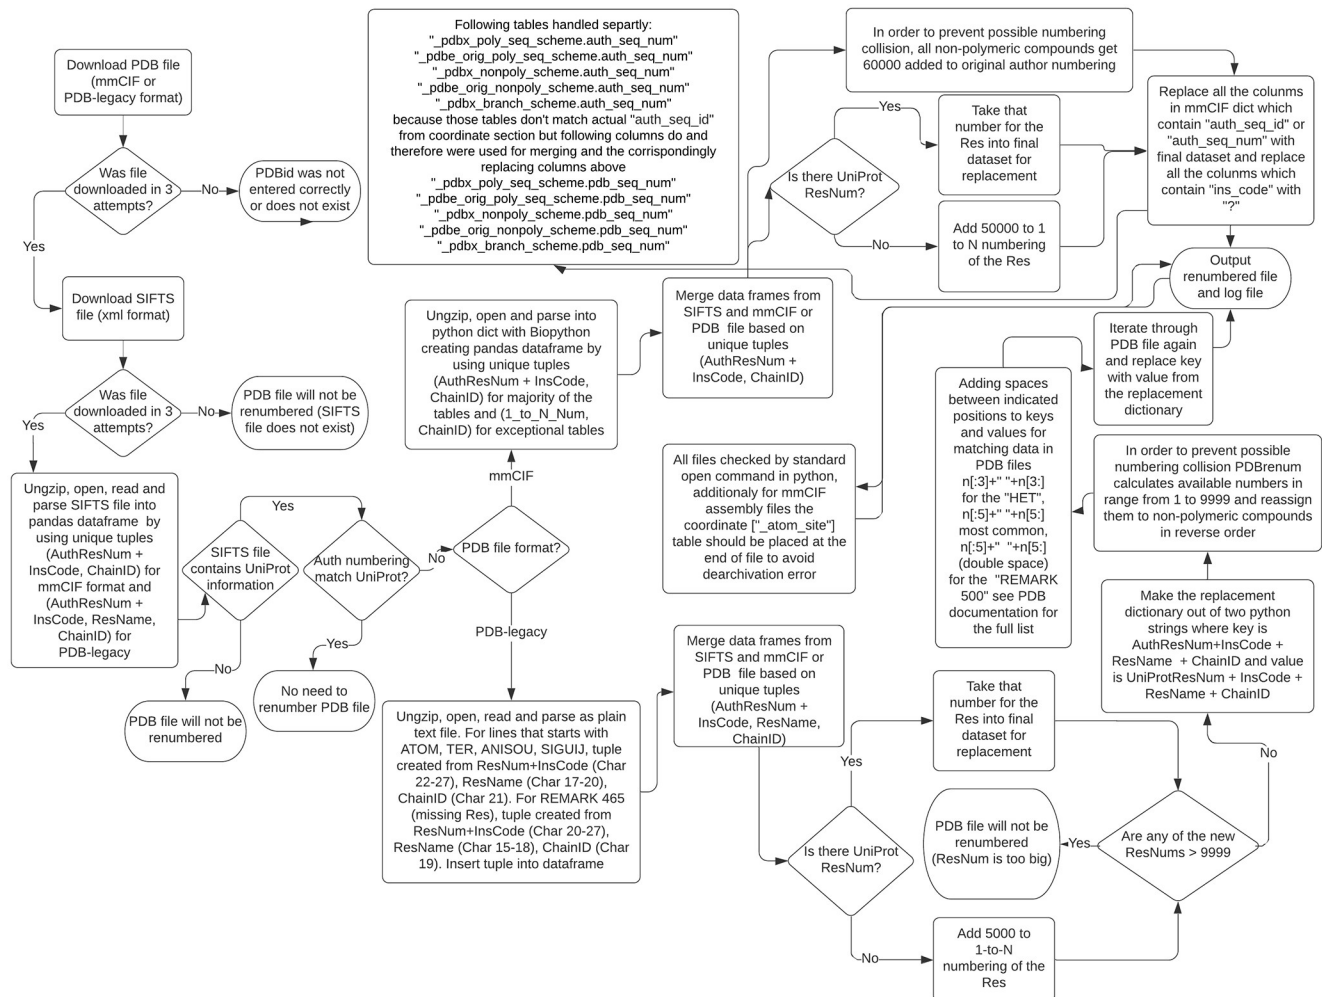 Download PDB file
(mmCIF or
PDB-legacy format)
Was file
downloaded in 3
attempts?
No
PDBid was not
entered correctly
or does not exist
Yes
Download SIFTS
file (xml format)
Was file
downloaded in 3
attempts?
No
PDB file will not be
renumbered (SIFTS
file does not exist)
Yes
Ungzip, open, read and
parse SIFTS file into
pandas dataframe by
using unique tuples
(AuthResNum +
InsCode, ChainID) for
mmCIF format and
(AuthResNum +
InsCode, ResName,
ChainID) for
PDB-legacy
SIFTS file
contains UniProt
information
Yes
No
PDB file will not be
renumbered
Auth numbering
match UniProt?
Yes
No need to
renumber PDB file
No
PDB file format?
mmCIF
PDB-legacy
Following tables handled separtly:
"_pdbx_poly_seq_scheme.auth_seq_num"
"_pdbe_orig_poly_seq_scheme.auth_seq_num"
"_pdbx_nonpoly_scheme.auth_seq_num"
"_pdbe_orig_nonpoly_scheme.auth_seq_num"
"_pdbx_branch_scheme.auth_seq_num"
because those tables don't match actual "auth_seq_id"
from coordinate section but following columns do and
therefore were used for merging and the corrispondingly
replacing columns above
"_pdbx_poly_seq_scheme.pdb_seq_num"
"_pdbe_orig_poly_seq_scheme.pdb_seq_num"
"_pdbx_nonpoly_scheme.pdb_seq_num"
"_pdbe_orig_nonpoly_scheme.pdb_seq_num"
"_pdbx_branch_scheme.pdb_seq_num"
Ungzip, open and parse into
python dict with Biopython
creating pandas dataframe by
using unique tuples
(AuthResNum + InsCode,
ChainID) for majority of the
tables and (1_to_N_Num,
ChainID) for exceptional tables
Merge data frames from
SIFTS and mmCIF or
PDB file based on
unique tuples
(AuthResNum +
InsCode, ChainID)
In order to prevent possible numbering
collision, all non-polymeric compounds get
60000 added to original author numbering
Is there UniProt
ResNum?
Yes
Take that
number for the
Res into final
dataset for
replacement
No
Add 50000 to 1
to N numbering
of the Res
Replace all the colunms
in mmCIF dict which
contain "auth_seq_id" or
"auth_seq_num" with
final dataset and replace
all the colunms which
contain "ins_code" with
"?"
Output
renumbered file
and log file
All files checked by standard
open command in python,
additionaly for mmCIF
assembly files the
coordinate ["_atom_site"]
table should be placed at the
end of file to avoid
dearchivation error
Ungzip, open, read and parse as plain
text file. For lines that starts with
ATOM, TER, ANISOU, SIGUIJ, tuple
created from ResNum+InsCode (Char
22-27), ResName (Char 17-20),
ChainID (Char 21). For REMARK 465
(missing Res), tuple created from
ResNum+InsCode (Char 20-27),
ResName (Char 15-18), ChainID (Char
19). Insert tuple into dataframe
Merge data frames from
SIFTS and mmCIF or
PDB file based on
unique tuples
(AuthResNum +
InsCode, ResName,
ChainID)
Is there UniProt
ResNum?
Yes
Take that
number for the
Res into final
dataset for
replacement
No
Add 5000 to
1-to-N
numbering of the
Res
Are any of the new
ResNums > 9999
Yes
PDB file will not be
renumbered
(ResNum is too big)
No
Make the replacement
dictionary out of two python
strings where key is
AuthResNum+InsCode +
ResName + ChainID and value
is UniProtResNum + InsCode +
ResName + ChainID
In order to prevent possible
numbering collision PDBrenum
calculates available numbers in
range from 1 to 9999 and reassign
them to non-polymeric compounds
in reverse order
Adding spaces
between indicated
positions to keys
and values for
matching data in
PDB files
n[:3]+" "+n[3:]
for the "HET",
n[:5]+" "+n[5:]
most common,
n[:5]+"  "+n[5:]
(double space)
for the "REMARK
500" see PDB
documentation for
the full list
Iterate through
PDB file again
and replace key
with value from
the replacement
dictionary